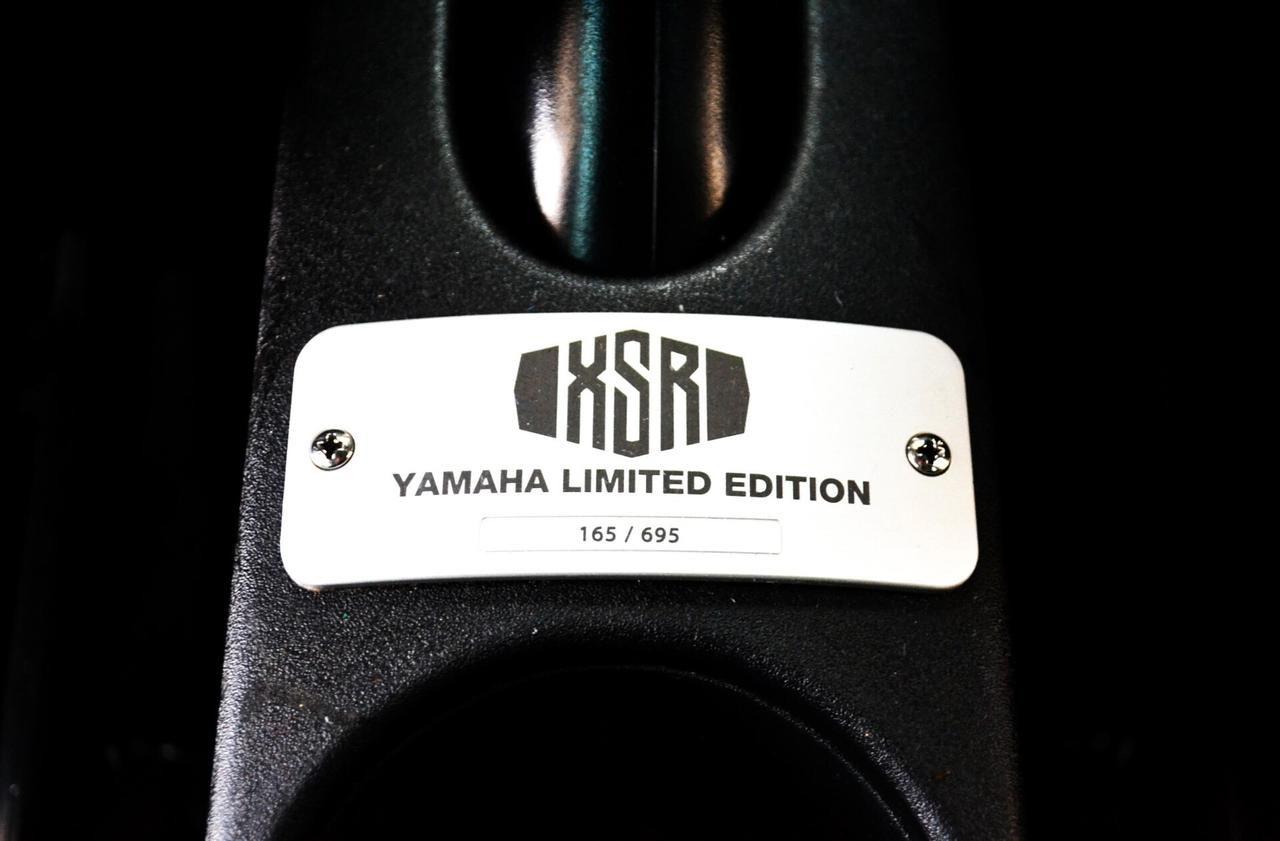 XSR
YAMAHA LIMITED EDITION
165 / 695